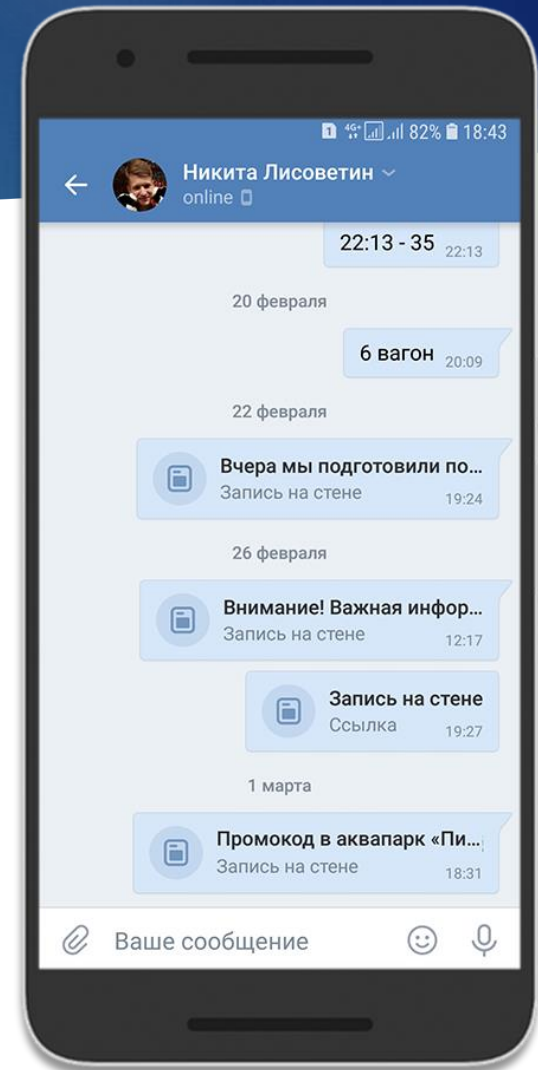 1 4G+ 82% 18:43
Никита Лисоветин
online
22:13 - 35 22:13
20 февраля
6 вагон 20:09
22 февраля
Вчера мы подготовили по...
Запись на стене 19:24
26 февраля
Внимание! Важная инфор...
Запись на стене 12:17
Запись на стене
Ссылка 19:27
1 марта
Промокод в аквапарк «Пи...
Запись на стене 18:31
Ваше сообщение